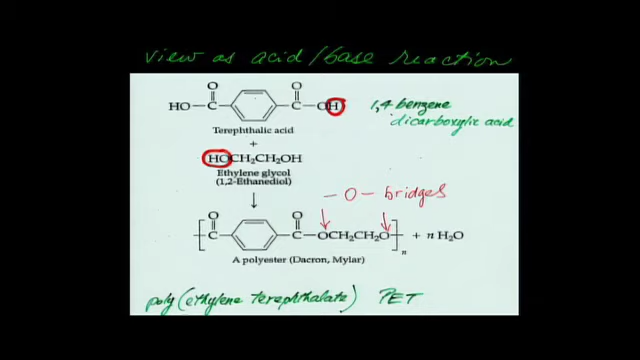 view as acid/base reaction
O O
HO—C—C—OH 1,4 benzene
dicarboxylic acid
Terephthalic acid
+
HOCH₂CH₂OH
Ethylene glycol
(1,2-Ethanediol)
— O — bridges
↓
O O
[C—C—OCH₂CH₂O]n + n H₂O
A polyester (Dacron, Mylar)
poly(ethylene terephthalate) PET